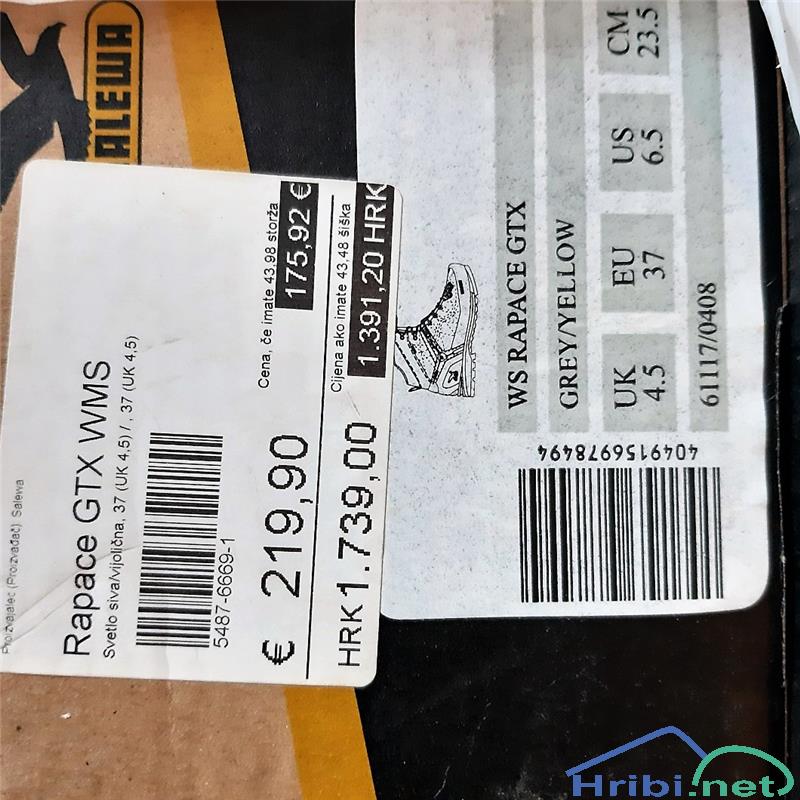 SALEWA
Proizvajalec (Proizvađač) Salewa
Rapace GTX WMS
Svetlo siva/vijolična, 37 (UK 4,5) / , 37 (UK 4,5)
5487-6669-1
Cena, če imate 43,98 storža
€ 219,90
175,92 €
Cijena ako imate 43,48 šiška
HRK 1.739,00
1.391,20 HRK
WS RAPACE GTX
GREY/YELLOW
UK EU US CM
4.5 37 6.5 23.5
61117/0408
4049156978494
Hribi.net